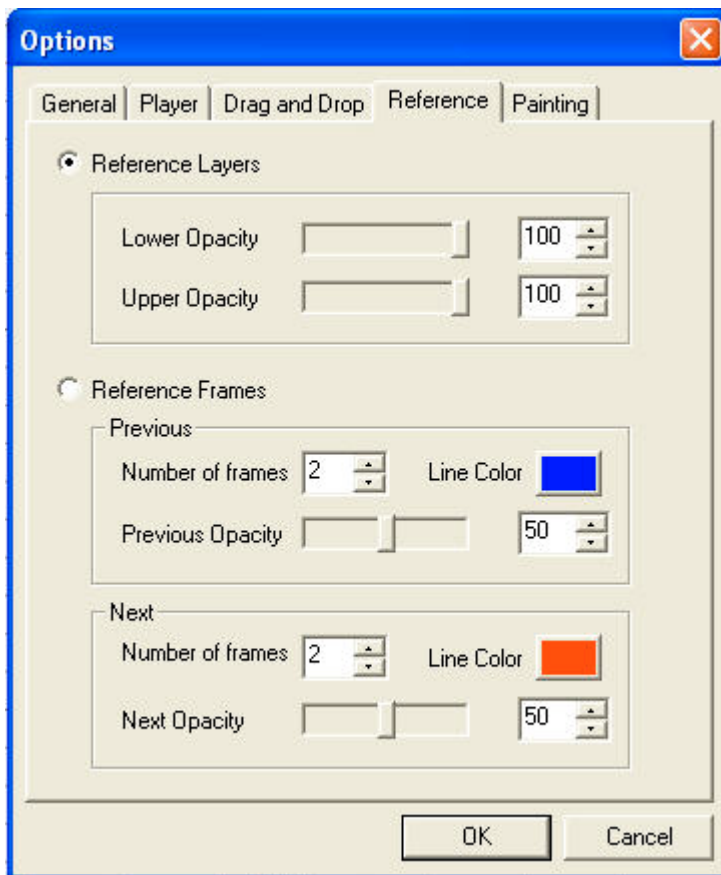 Options
General Player Drag and Drop Reference Painting
Reference Layers
Lower Opacity 100
Upper Opacity 100
Reference Frames
Previous
Number of frames 2 Line Color
Previous Opacity 50
Next
Number of frames 2 Line Color
Next Opacity 50
OK Cancel